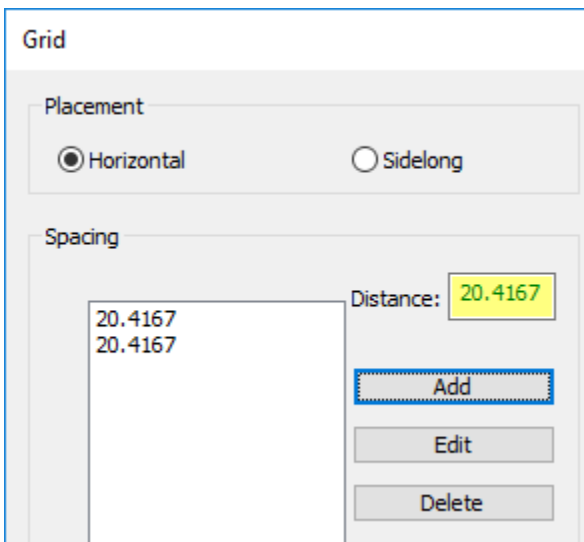 Grid
Placement
Horizontal
Sidelong
Spacing
Distance: 20.4167
20.4167
20.4167
Add
Edit
Delete